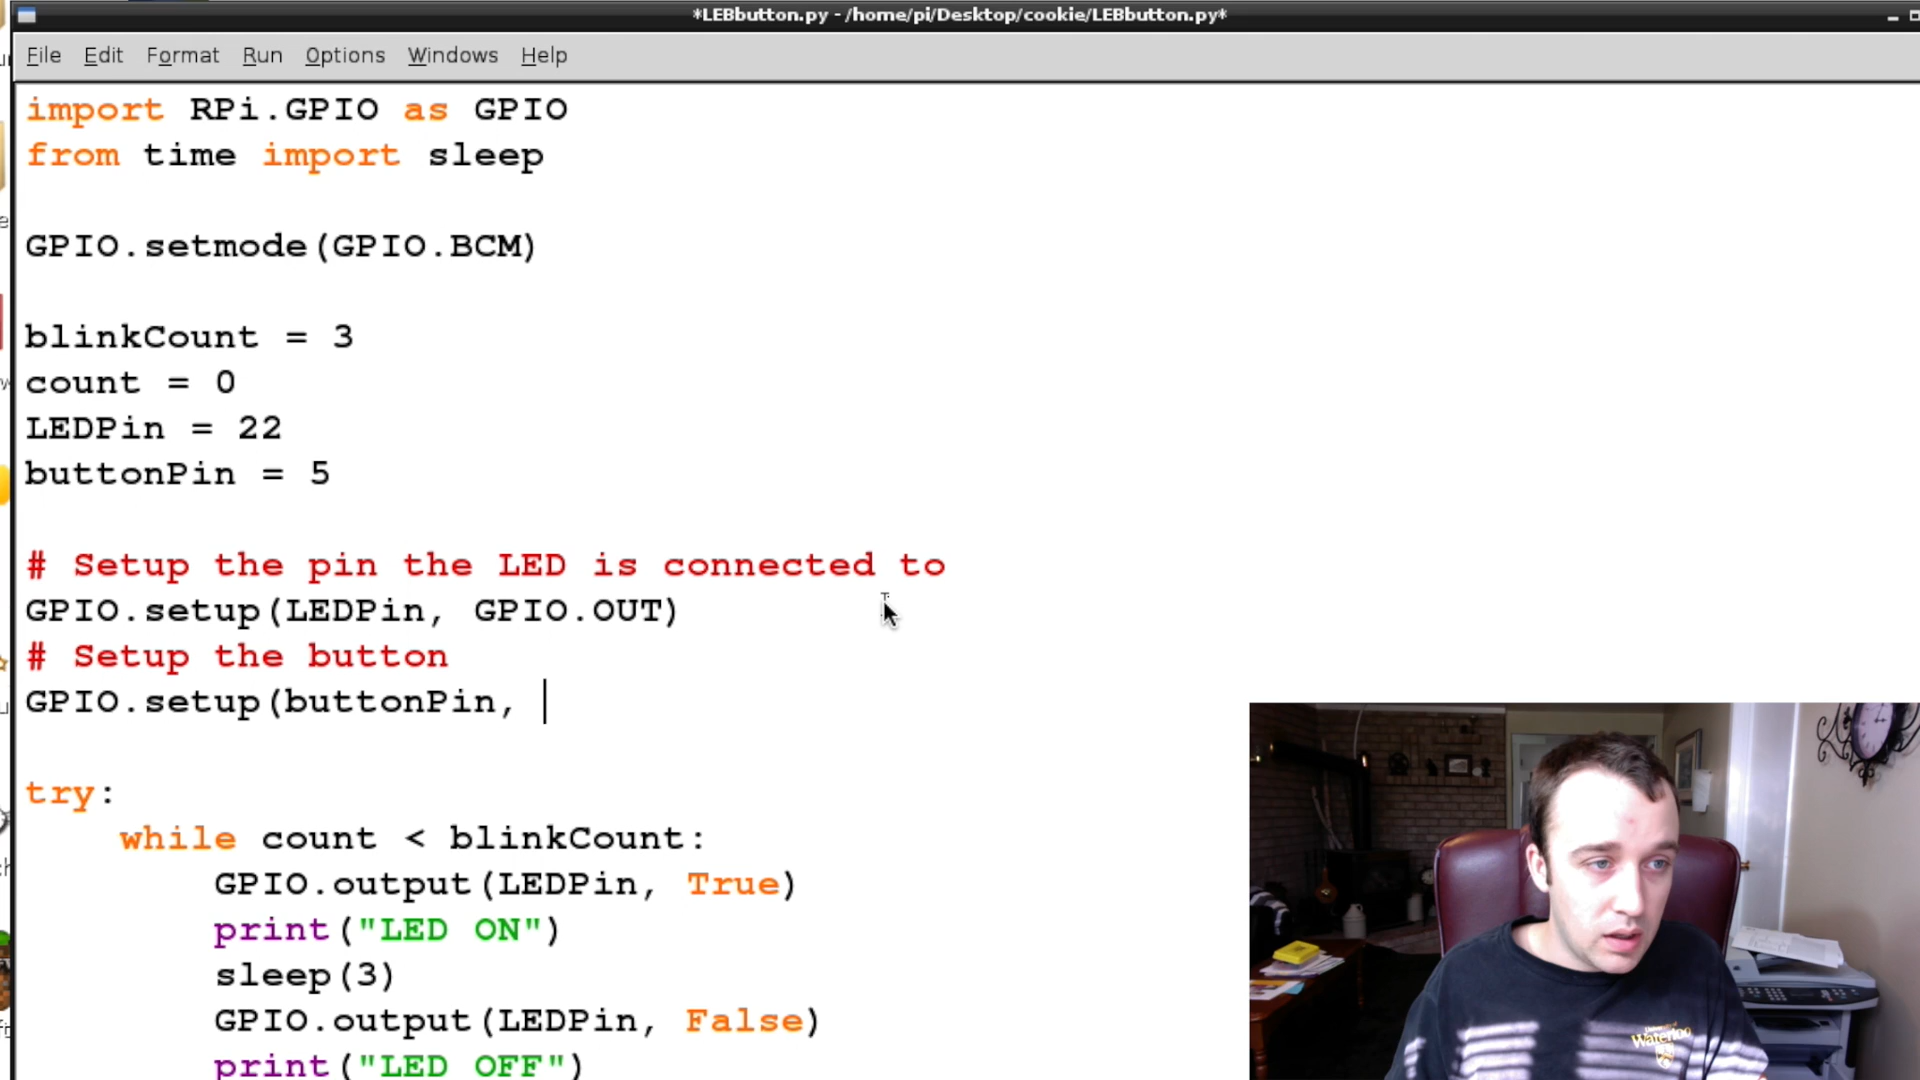 *LEBbutton.py - /home/pi/Desktop/cookie/LEBbutton.py*
File Edit Format Run Options Windows Help
import RPi.GPIO as GPIO
from time import sleep
GPIO.setmode(GPIO.BCM)
blinkCount = 3
count = 0
LEDPin = 22
buttonPin = 5
# Setup the pin the LED is connected to
GPIO.setup(LEDPin, GPIO.OUT)
# Setup the button
GPIO.setup(buttonPin,
try:
while count < blinkCount:
GPIO.output(LEDPin, True)
print("LED ON")
sleep(3)
GPIO.output(LEDPin, False)
print("LED OFF")
Waterloo